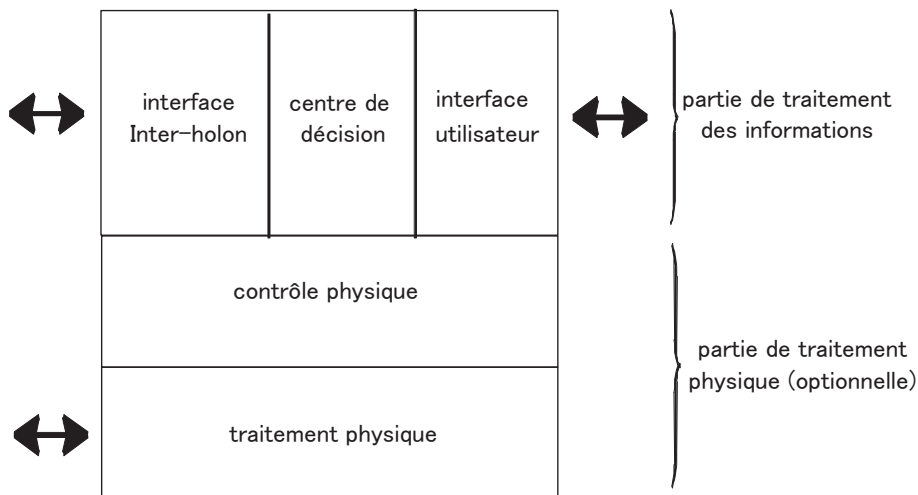 interface
Inter-holon
centre de
décision
interface
utilisateur
partie de traitement
des informations
contrôle physique
partie de traitement
physique (optionnelle)
traitement physique